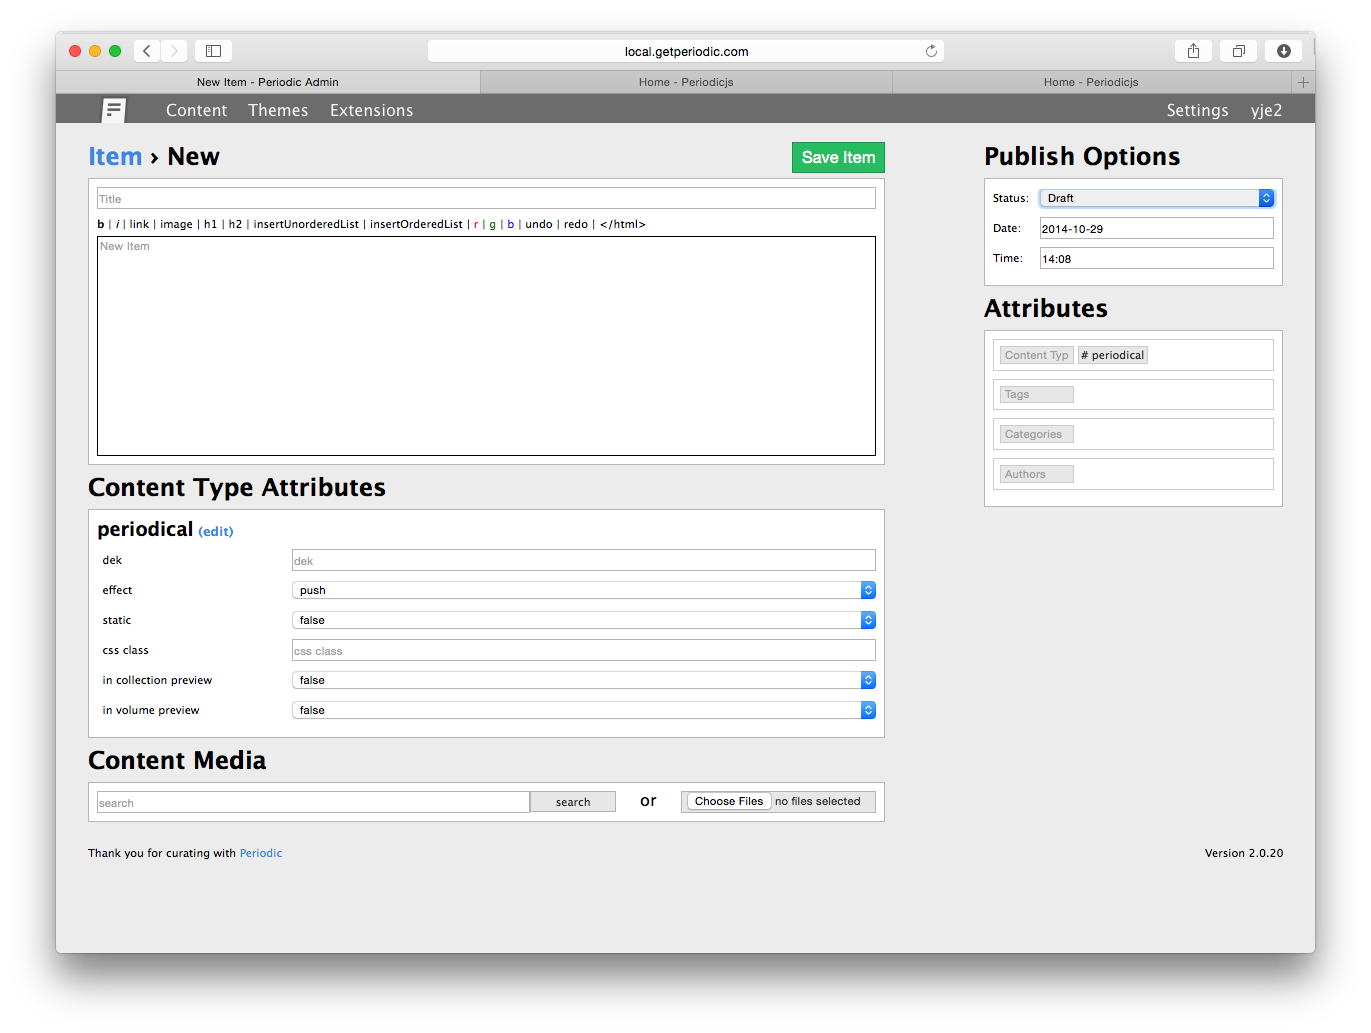 local.getperiodic.com
New Item - Periodic Admin
Home - Periodicjs
Home - Periodicjs
Content Themes Extensions
Settings yje2
Item › New
Save Item
Title
b | i | link | image | h1 | h2 | insertUnorderedList | insertOrderedList | r | g | b | undo | redo | </html>
New Item
Publish Options
Status: Draft
Date: 2014-10-29
Time: 14:08
Attributes
Content Typ # periodical
Tags
Categories
Authors
Content Type Attributes
periodical (edit)
dek dek
effect push
static false
css class css class
in collection preview false
in volume preview false
Content Media
search search or Choose Files no files selected
Thank you for curating with Periodic
Version 2.0.20